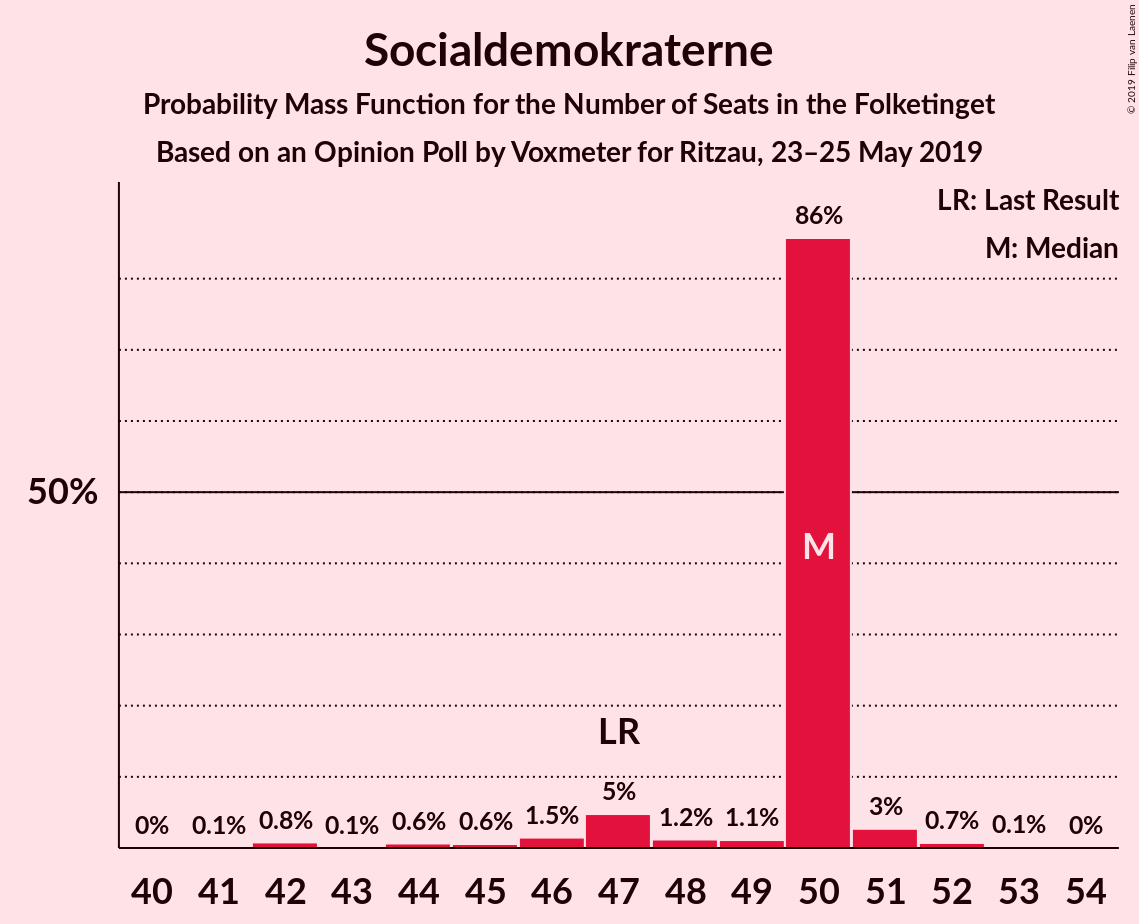 Socialdemokraterne
Probability Mass Function for the Number of Seats in the Folketinget
Based on an Opinion Poll by Voxmeter for Ritzau, 23–25 May 2019
© 2019 Filip van Laenen
LR: Last Result
M: Median
50%
0% 0.1% 0.8% 0.1% 0.6% 0.6% 1.5% 5% 1.2% 1.1% 86% 3% 0.7% 0.1% 0%
LR
M
40 41 42 43 44 45 46 47 48 49 50 51 52 53 54